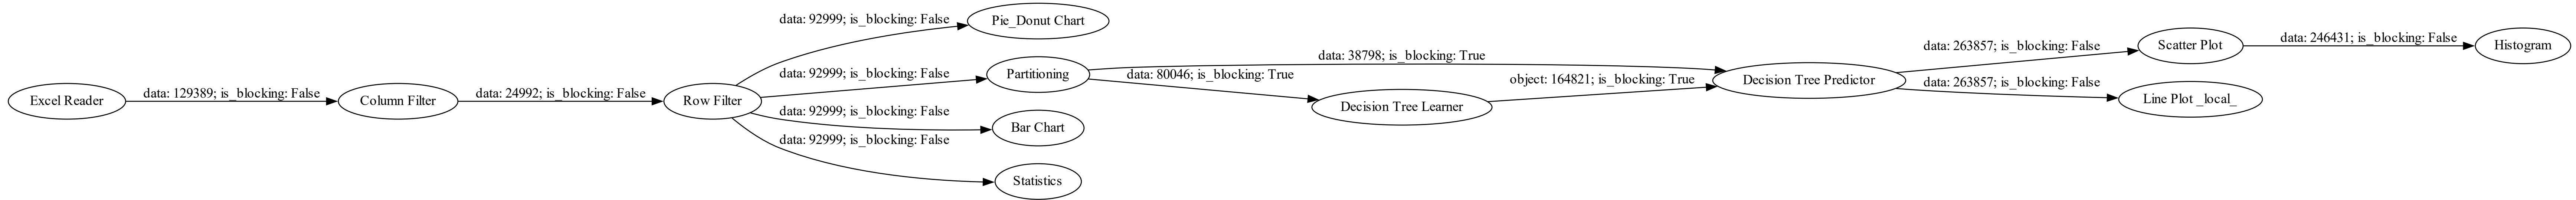 Excel Reader
data: 129389; is_blocking: False
Column Filter
data: 24992; is_blocking: False
Row Filter
data: 92999; is_blocking: False
Pie_Donut Chart
data: 92999; is_blocking: False
Partitioning
data: 92999; is_blocking: False
Bar Chart
data: 92999; is_blocking: False
Statistics
data: 38798; is_blocking: True
data: 80046; is_blocking: True
Decision Tree Learner
object: 164821; is_blocking: True
Decision Tree Predictor
data: 263857; is_blocking: False
Scatter Plot
data: 263857; is_blocking: False
Line Plot _local_
data: 246431; is_blocking: False
Histogram